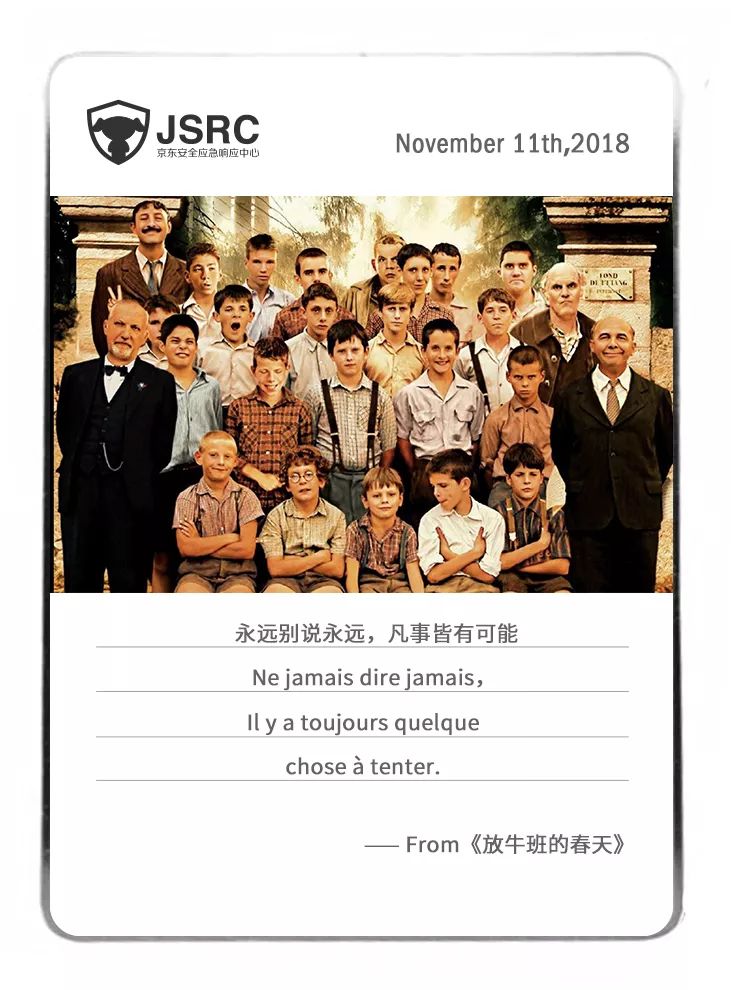 JSRC
京东安全应急响应中心
November 11th,2018
FOND
DE L'ETANG
永远别说永远，凡事皆有可能
Ne jamais dire jamais，
Il y a toujours quelque
chose à tenter.
—— From《放牛班的春天》